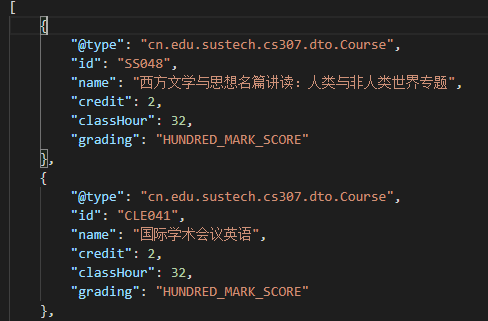 [
{
"@type": "cn.edu.sustech.cs307.dto.Course",
"id": "SS048",
"name": "西方文学与思想名篇讲读：人类与非人类世界专题",
"credit": 2,
"classHour": 32,
"grading": "HUNDRED_MARK_SCORE"
},
{
"@type": "cn.edu.sustech.cs307.dto.Course",
"id": "CLE041",
"name": "国际学术会议英语",
"credit": 2,
"classHour": 32,
"grading": "HUNDRED_MARK_SCORE"
},